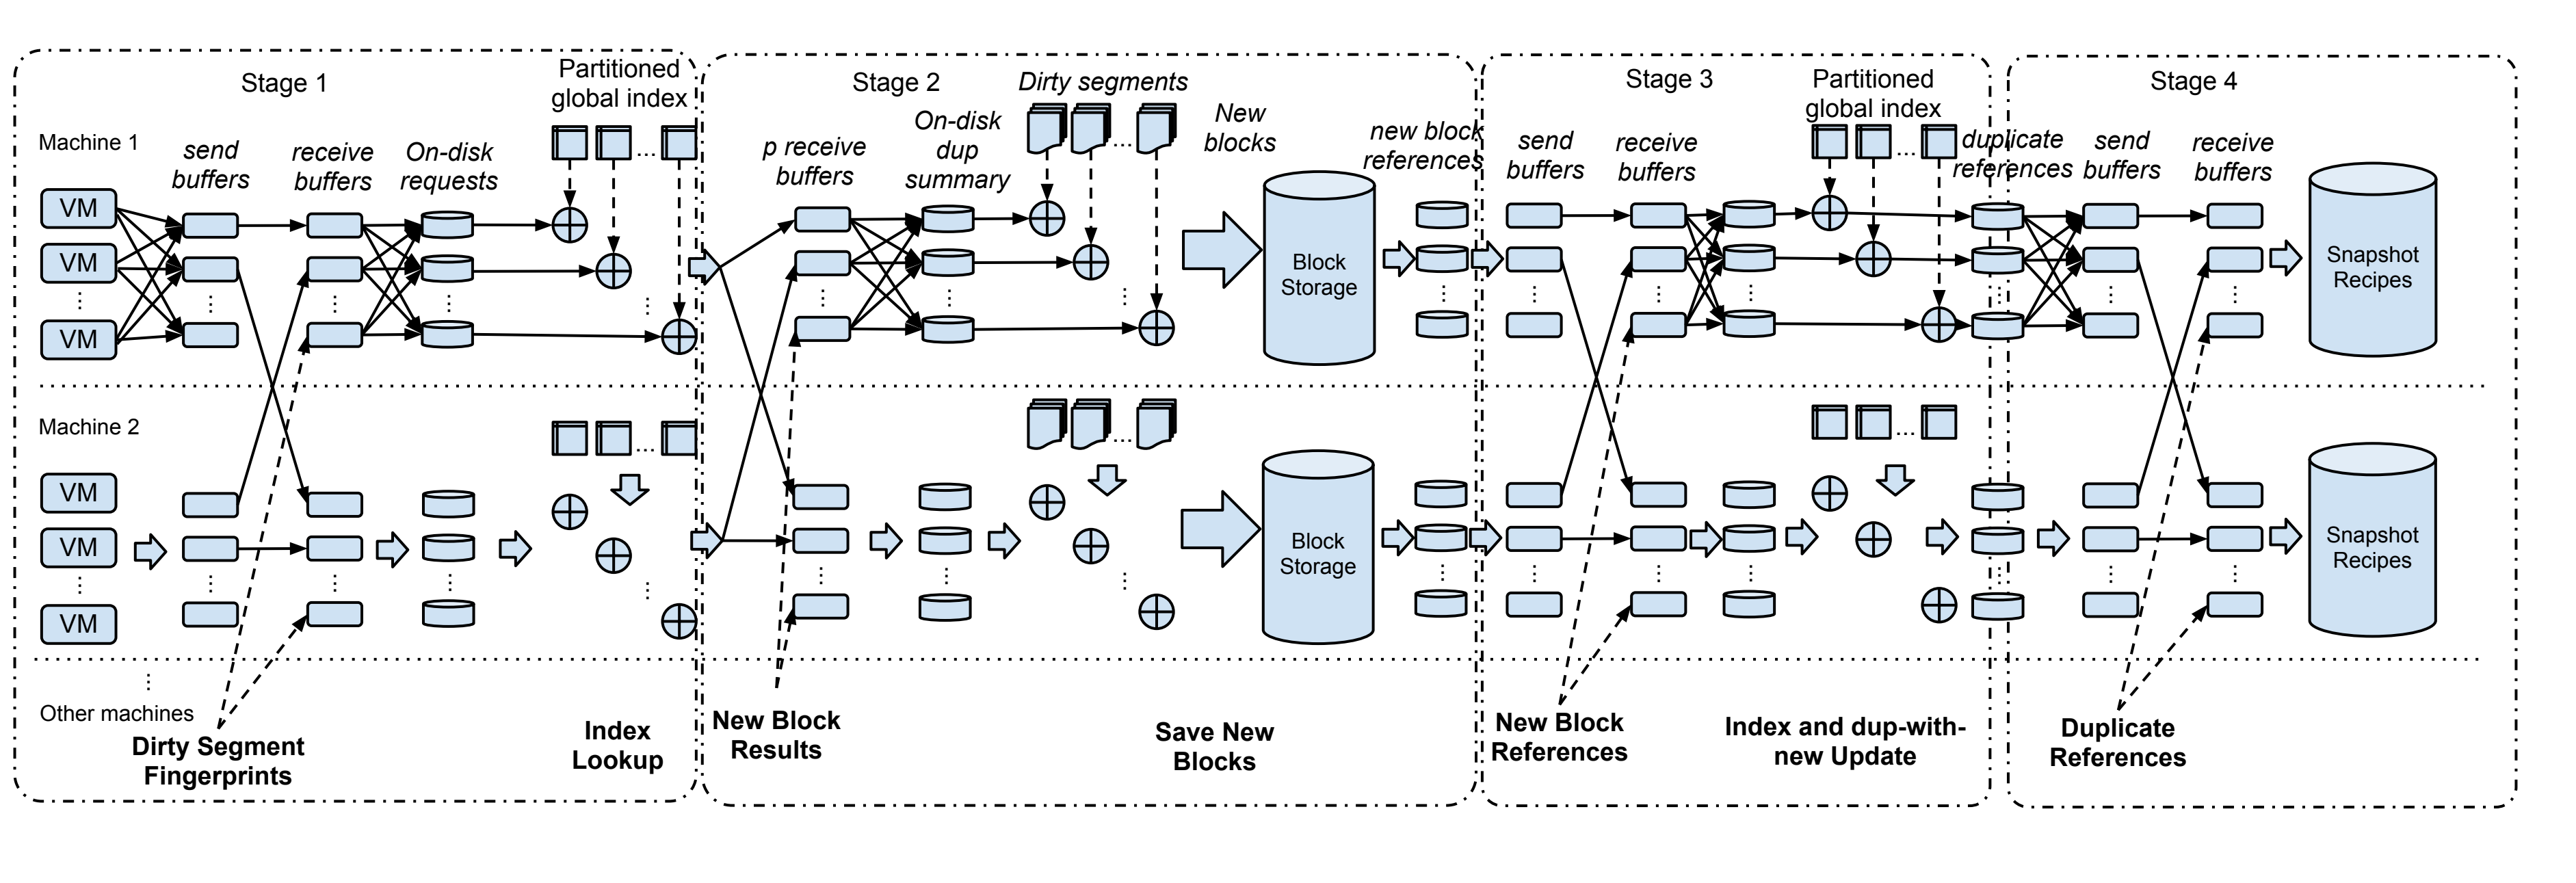 Stage 1
Partitioned
global index
Machine 1
send
buffers
receive
buffers
On-disk
requests
VM
VM
VM
Machine 2
VM
VM
VM
Other machines
Dirty Segment
Fingerprints
Index
Lookup
Stage 2
Dirty segments
p receive
buffers
On-disk
dup
summary
New
blocks
new block
references
Block
Storage
Block
Storage
New Block
Results
Save New
Blocks
Stage 3
Partitioned
global index
send
buffers
receive
buffers
duplicate
references
New Block
References
Index and dup-with-
new Update
Stage 4
send
buffers
receive
buffers
Snapshot
Recipes
Snapshot
Recipes
Duplicate
References